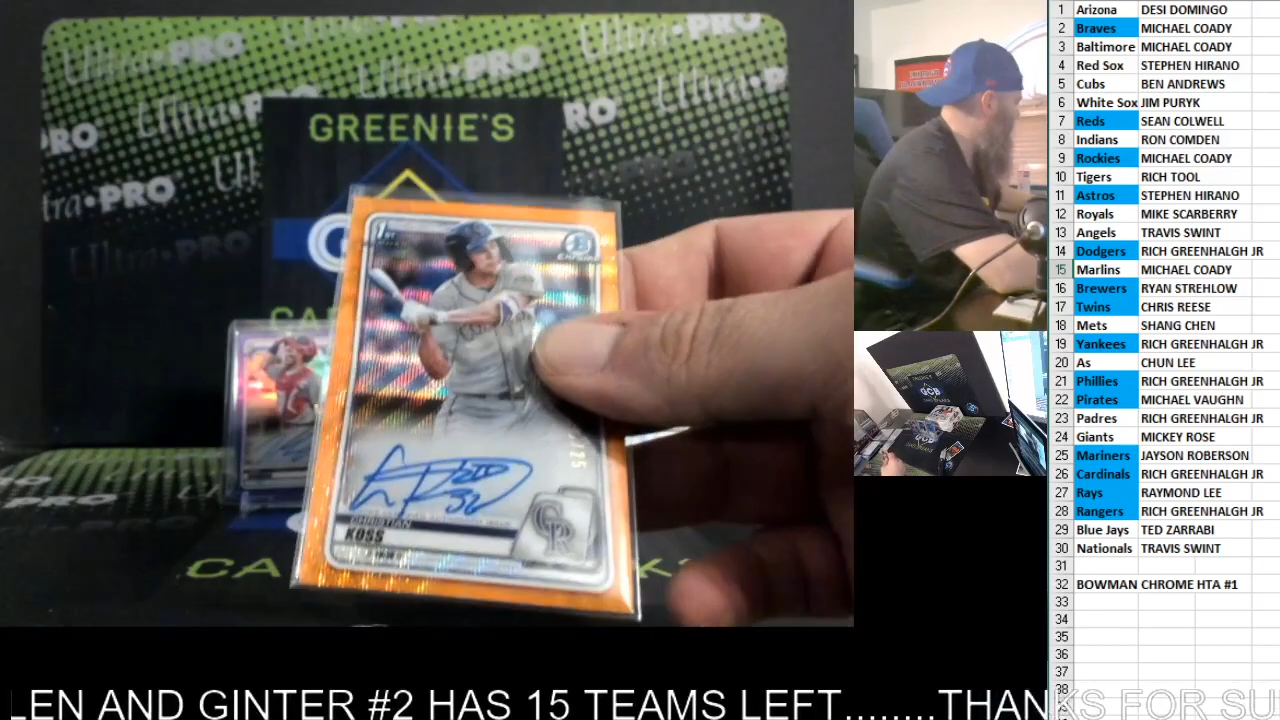 GREENIE'S
1ST
CHROME
/25
CHRISTIAN
KOSS
CR
1 Arizona DESI DOMINGO
2 Braves MICHAEL COADY
3 Baltimore MICHAEL COADY
4 Red Sox STEPHEN HIRANO
5 Cubs BEN ANDREWS
6 White Sox JIM PURYK
7 Reds SEAN COLWELL
8 Indians RON COMDEN
9 Rockies MICHAEL COADY
10 Tigers RICH TOOL
11 Astros STEPHEN HIRANO
12 Royals MIKE SCARBERRY
13 Angels TRAVIS SWINT
14 Dodgers RICH GREENHALGH JR
15 Marlins MICHAEL COADY
16 Brewers RYAN STREHLOW
17 Twins CHRIS REESE
18 Mets SHANG CHEN
19 Yankees RICH GREENHALGH JR
20 As CHUN LEE
21 Phillies RICH GREENHALGH JR
22 Pirates MICHAEL VAUGHN
23 Padres RICH GREENHALGH JR
24 Giants MICKEY ROSE
25 Mariners JAYSON ROBERSON
26 Cardinals RICH GREENHALGH JR
27 Rays RAYMOND LEE
28 Rangers RICH GREENHALGH JR
29 Blue Jays TED ZARRABI
30 Nationals TRAVIS SWINT
31
32 BOWMAN CHROME HTA #1
33
34
35
36
37
38
LEN AND GINTER #2 HAS 15 TEAMS LEFT........THANKS FOR SU